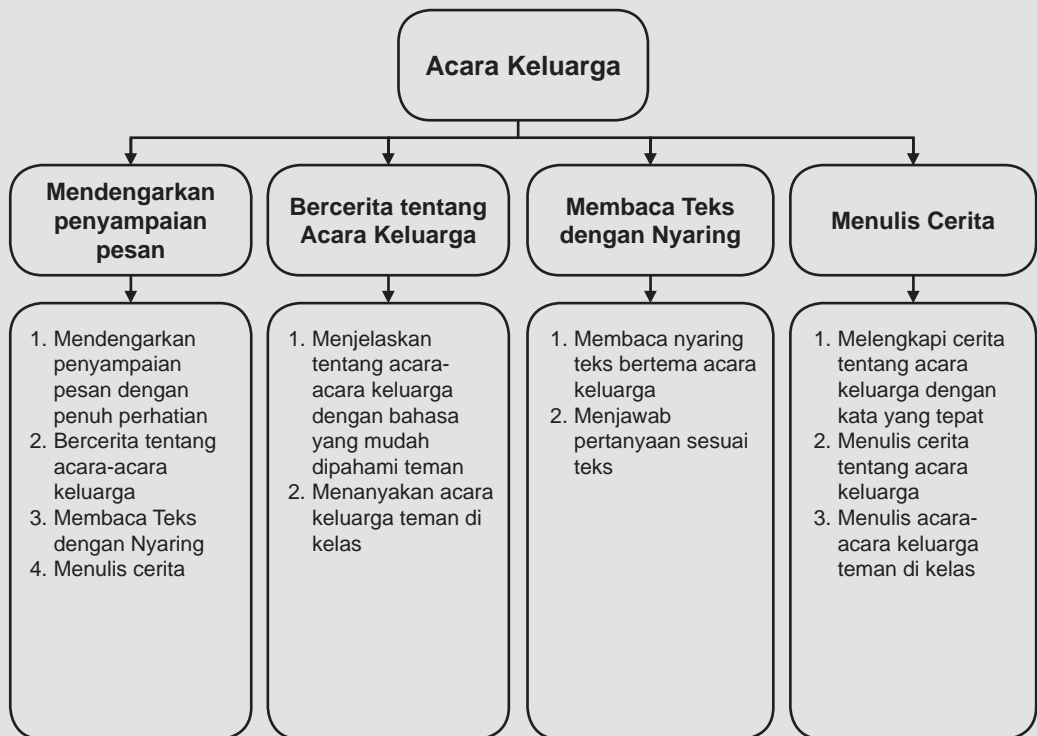 Acara Keluarga
Mendengarkan
penyampaian
pesan
Bercerita tentang
Acara Keluarga
Membaca Teks
dengan Nyaring
Menulis Cerita
1. Mendengarkan
penyampaian
pesan dengan
penuh perhatian
2. Bercerita tentang
acara-acara
keluarga
3. Membaca Teks
dengan Nyaring
4. Menulis cerita
1. Menjelaskan
tentang acara-
acara keluarga
dengan bahasa
yang mudah
dipahami teman
2. Menanyakan acara
keluarga teman di
kelas
1. Membaca nyaring
teks bertema acara
keluarga
2. Menjawab
pertanyaan sesuai
teks
1. Melengkapi cerita
tentang acara
keluarga dengan
kata yang tepat
2. Menulis cerita
tentang acara
keluarga
3. Menulis acara-
acara keluarga
teman di kelas